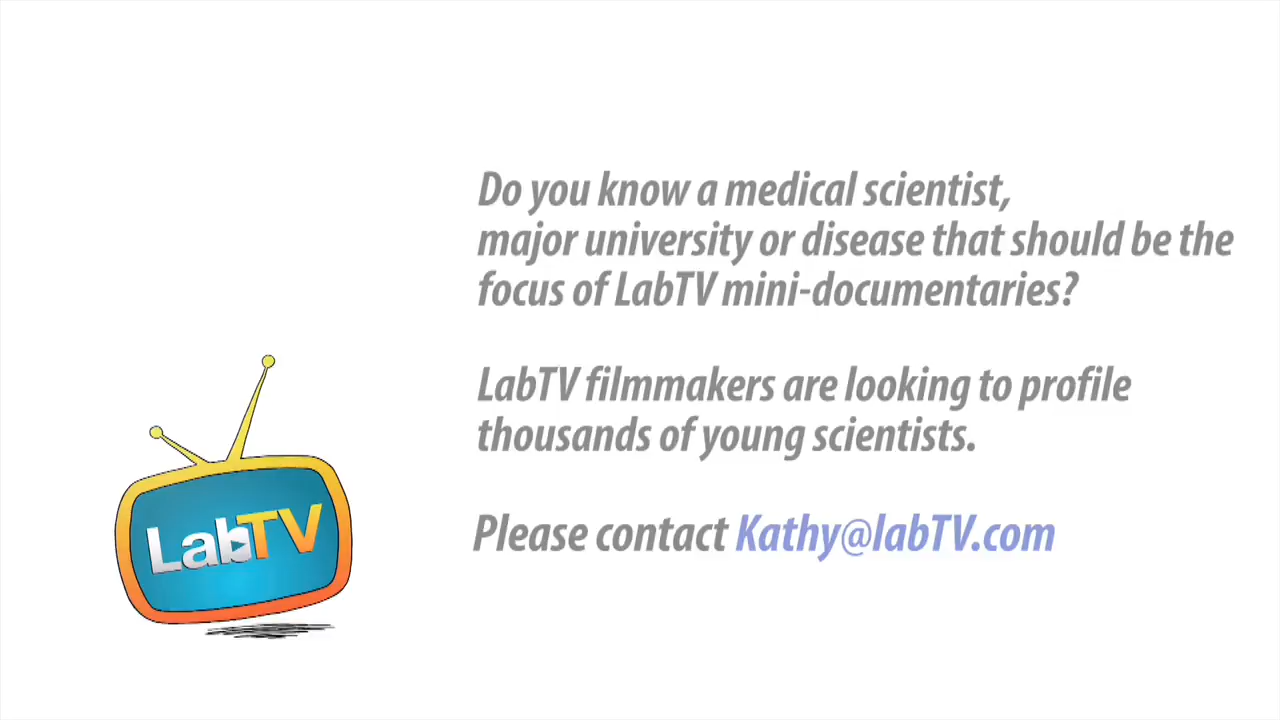 Do you know a medical scientist,
major university or disease that should be the
focus of LabTV mini-documentaries?
LabTV filmmakers are looking to profile
thousands of young scientists.
Please contact Kathy@labTV.com
LabTV